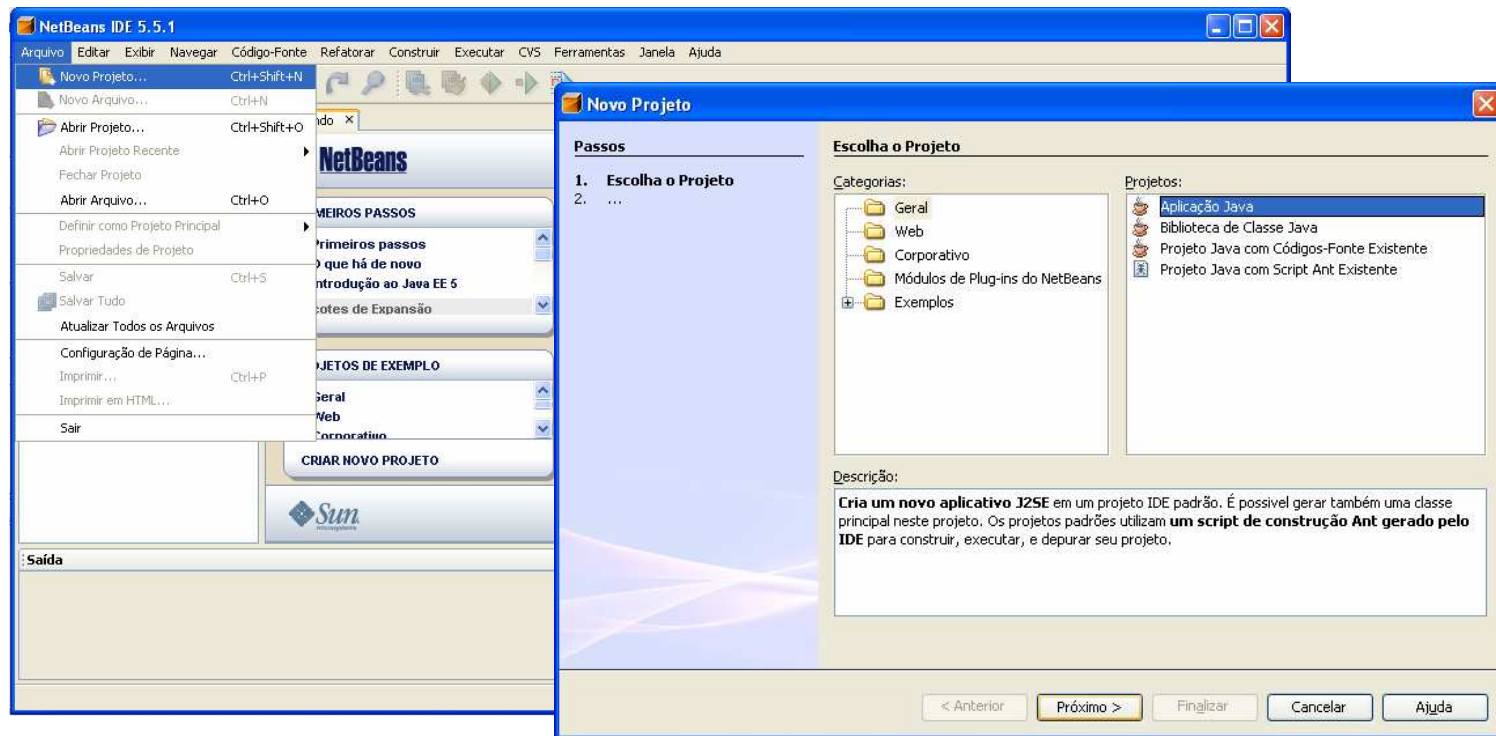 NetBeans IDE 5.5.1
Arquivo Editar Exibir Navegar Código-Fonte Refatorar Construir Executar CVS Ferramentas Janela Ajuda
Novo Projeto... Ctrl+Shift+N
Novo Arquivo... Ctrl+N
Abrir Projeto... Ctrl+Shift+O
Abrir Projeto Recente
Fechar Projeto
Abrir Arquivo... Ctrl+O
Definir como Projeto Principal
Propriedades de Projeto
Salvar Ctrl+S
Salvar Tudo
Atualizar Todos os Arquivos
Configuração de Página...
Imprimir... Ctrl+P
Imprimir em HTML...
Sair
NetBeans
passos
que há de novo
ao Java EE 5
de Expansão
DE EXEMPLO
CRIAR NOVO PROJETO
Sun
microsystems
Saída
Novo Projeto
Passos
1. Escolha o Projeto
2. ...
Escolha o Projeto
Categorias:
Geral
Web
Corporativo
Módulos de Plug-ins do NetBeans
Exemplos
Projetos:
Aplicação Java
Biblioteca de Classe Java
Projeto Java com Códigos-Fonte Existente
Projeto Java com Script Ant Existente
Descrição:
Cria um novo aplicativo J2SE em um projeto IDE padrão. É possivel gerar também uma classe
principal neste projeto. Os projetos padrões utilizam um script de construção Ant gerado pelo
IDE para construir, executar, e depurar seu projeto.
< Anterior Próximo > Finalizar Cancelar Ajuda